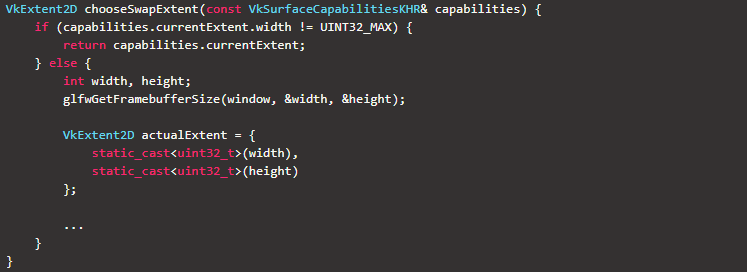 VkExtent2D chooseSwapExtent(const VkSurfaceCapabilitiesKHR& capabilities) {
    if (capabilities.currentExtent.width != UINT32_MAX) {
        return capabilities.currentExtent;
    } else {
        int width, height;
        glfwGetFramebufferSize(window, &width, &height);

        VkExtent2D actualExtent = {
            static_cast<uint32_t>(width),
            static_cast<uint32_t>(height)
        };

        ...
    }
}